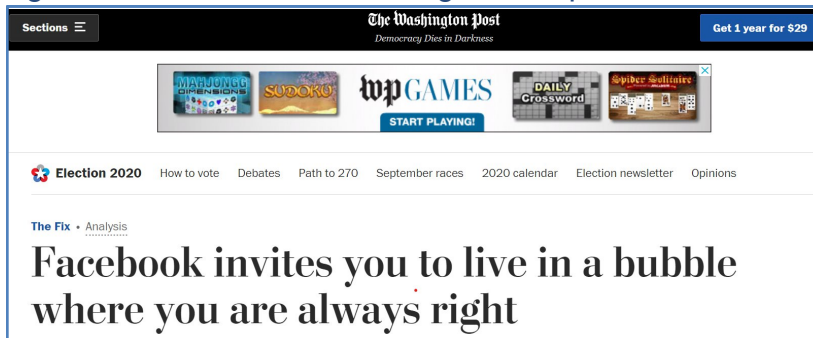 Sections
The Washington Post
Democracy Dies in Darkness
Get 1 year for $29
MAHJONGG DIMENSIONS
SUDOKU
wp GAMES
START PLAYING!
DAILY Crossword
Spider Solitaire
Election 2020 How to vote Debates Path to 270 September races 2020 calendar Election newsletter Opinions
The Fix • Analysis
Facebook invites you to live in a bubble
where you are always right